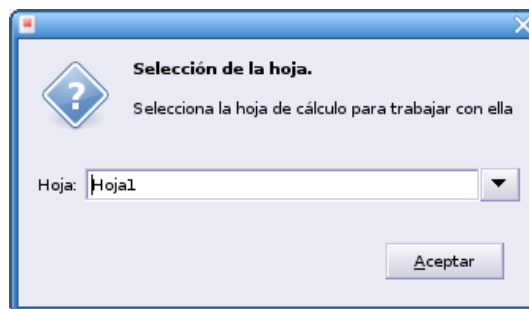 Selección de la hoja.
Selecciona la hoja de cálculo para trabajar con ella
Hoja: Hoja1
Aceptar